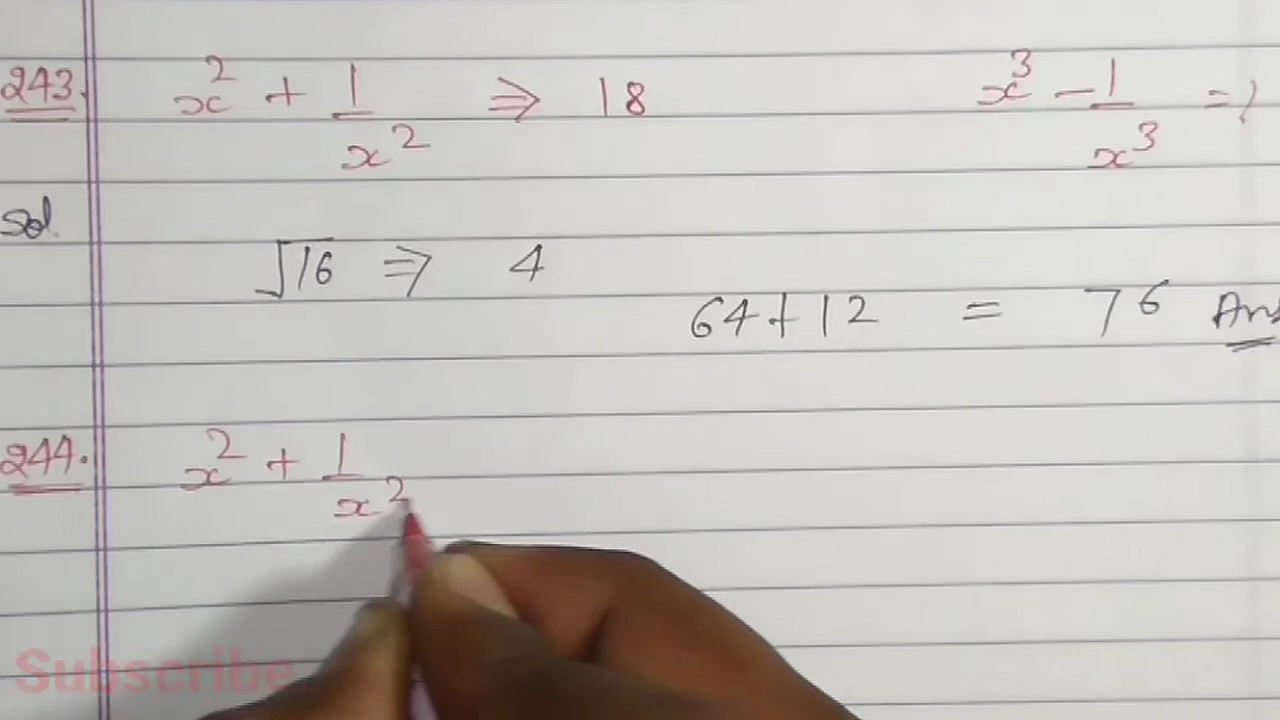 243. x² + 1/x² ⇒ 18 x³ - 1/x³ = ?
Sol.
√16 ⇒ 4
64+12 = 76 Ans
244. x² + 1/x²
Subscribe